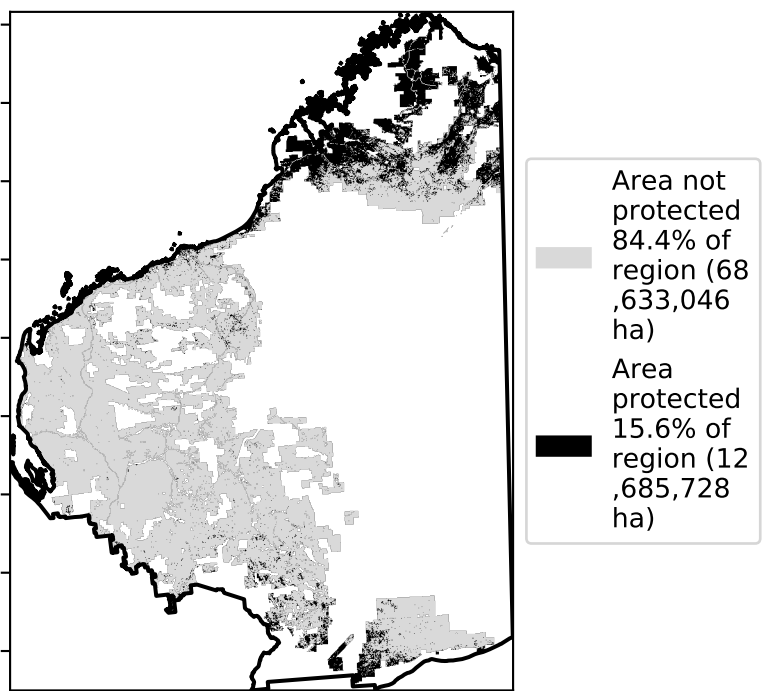 Area not
protected
84.4% of
region (68
,633,046
ha)
Area
protected
15.6% of
region (12
,685,728
ha)